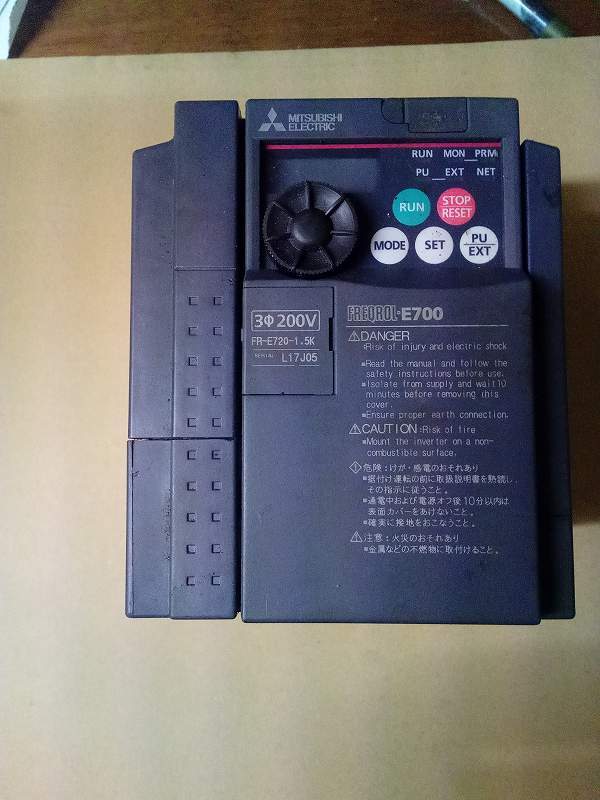 MITSUBISHI
ELECTRIC
RUN MON PRM
PU EXT NET
RUN
STOP
RESET
MODE
SET
PU
EXT
3Φ 200V
FR-E720-1.5K
SERIAL L17J05
FREQROL-E700
⚠DANGER
:Risk of injury and electric shock
■Read the manual and follow the
safety instructions before use.
■Isolate from supply and wait10
minutes before removing this
cover.
■Ensure proper earth connection.
⚠CAUTION :Risk of fire
■Mount the inverter on a non-
combustible surface.
危険：けが・感電のおそれあり
■据付け運転の前に取扱説明書を熟読し、
その指示に従うこと。
■通電中および電源オフ後10分以内は
表面カバーをあけないこと。
■確実に接地をおこなうこと。
⚠注意：火災のおそれあり
■金属などの不燃物に取付けること。